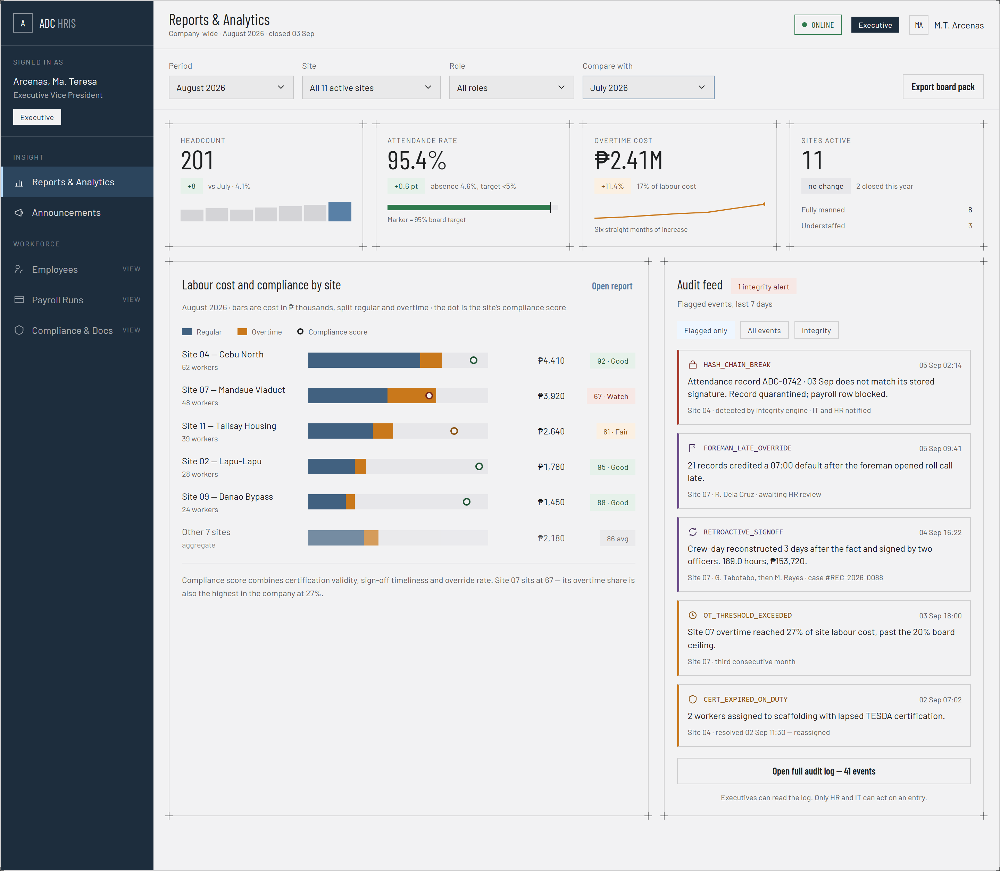 A
ADC HRIS
SIGNED IN AS
Arcenas, Ma. Teresa
Executive Vice President
Executive
INSIGHT
Reports & Analytics
Announcements
WORKFORCE
Employees VIEW
Payroll Runs VIEW
Compliance & Docs VIEW
Reports & Analytics
Company-wide · August 2026 · closed 03 Sep
ONLINE
Executive
MA
M.T. Arcenas
Period
August 2026
Site
All 11 active sites
Role
All roles
Compare with
July 2026
Export board pack
HEADCOUNT
201
+8 vs July · 4.1%
ATTENDANCE RATE
95.4%
+0.6 pt absence 4.6%, target <5%
Marker = 95% board target
OVERTIME COST
₱2.41M
+11.4% 17% of labour cost
Six straight months of increase
SITES ACTIVE
11
no change 2 closed this year
Fully manned 8
Understaffed 3
Labour cost and compliance by site
Open report
August 2026 · bars are cost in ₱ thousands, split regular and overtime · the dot is the site's compliance score
Regular Overtime Compliance score
Site 04 — Cebu North
62 workers
₱4,410
92 · Good
Site 07 — Mandaue Viaduct
48 workers
₱3,920
67 · Watch
Site 11 — Talisay Housing
39 workers
₱2,640
81 · Fair
Site 02 — Lapu-Lapu
28 workers
₱1,780
95 · Good
Site 09 — Danao Bypass
24 workers
₱1,450
88 · Good
Other 7 sites
aggregate
₱2,180
86 avg
Compliance score combines certification validity, sign-off timeliness and override rate. Site 07 sits at 67 — its overtime share is
also the highest in the company at 27%.
Audit feed
1 integrity alert
Flagged events, last 7 days
Flagged only
All events
Integrity
HASH_CHAIN_BREAK 05 Sep 02:14
Attendance record ADC-0742 · 03 Sep does not match its stored
signature. Record quarantined; payroll row blocked.
Site 04 · detected by integrity engine · IT and HR notified
FOREMAN_LATE_OVERRIDE 05 Sep 09:41
21 records credited a 07:00 default after the foreman opened roll call
late.
Site 07 · R. Dela Cruz · awaiting HR review
RETROACTIVE_SIGNOFF 04 Sep 16:22
Crew-day reconstructed 3 days after the fact and signed by two
officers. 189.0 hours, ₱153,720.
Site 07 · G. Tabotabo, then M. Reyes · case #REC-2026-0088
OT_THRESHOLD_EXCEEDED 03 Sep 18:00
Site 07 overtime reached 27% of site labour cost, past the 20% board
ceiling.
Site 07 · third consecutive month
CERT_EXPIRED_ON_DUTY 02 Sep 07:02
2 workers assigned to scaffolding with lapsed TESDA certification.
Site 04 · resolved 02 Sep 11:30 — reassigned
Open full audit log — 41 events
Executives can read the log. Only HR and IT can act on an entry.